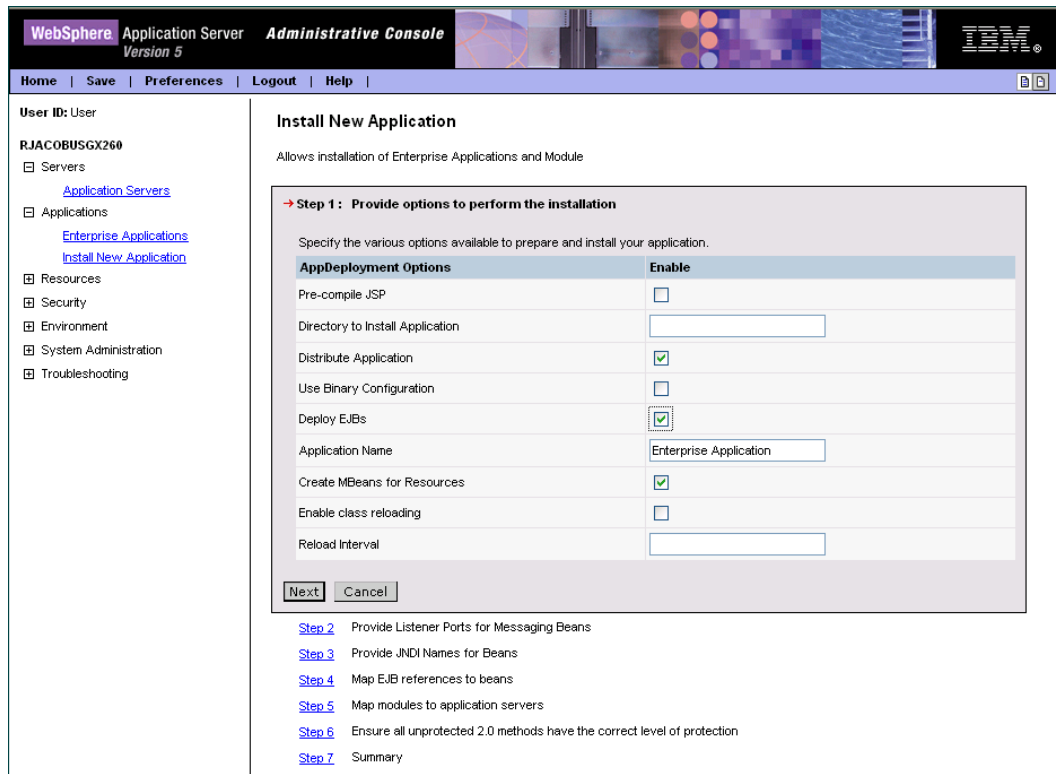 WebSphere Application Server Administrative Console
Version 5
IBM®
Home | Save | Preferences | Logout | Help |
User ID: User
RJACOBUSGX260
Servers
Application Servers
Applications
Enterprise Applications
Install New Application
Resources
Security
Environment
System Administration
Troubleshooting
Install New Application
Allows installation of Enterprise Applications and Module
Step 1: Provide options to perform the installation
Specify the various options available to prepare and install your application.
AppDeployment Options Enable
Pre-compile JSP
Directory to Install Application
Distribute Application
Use Binary Configuration
Deploy EJBs
Application Name Enterprise Application
Create MBeans for Resources
Enable class reloading
Reload Interval
Next Cancel
Step 2 Provide Listener Ports for Messaging Beans
Step 3 Provide JNDI Names for Beans
Step 4 Map EJB references to beans
Step 5 Map modules to application servers
Step 6 Ensure all unprotected 2.0 methods have the correct level of protection
Step 7 Summary